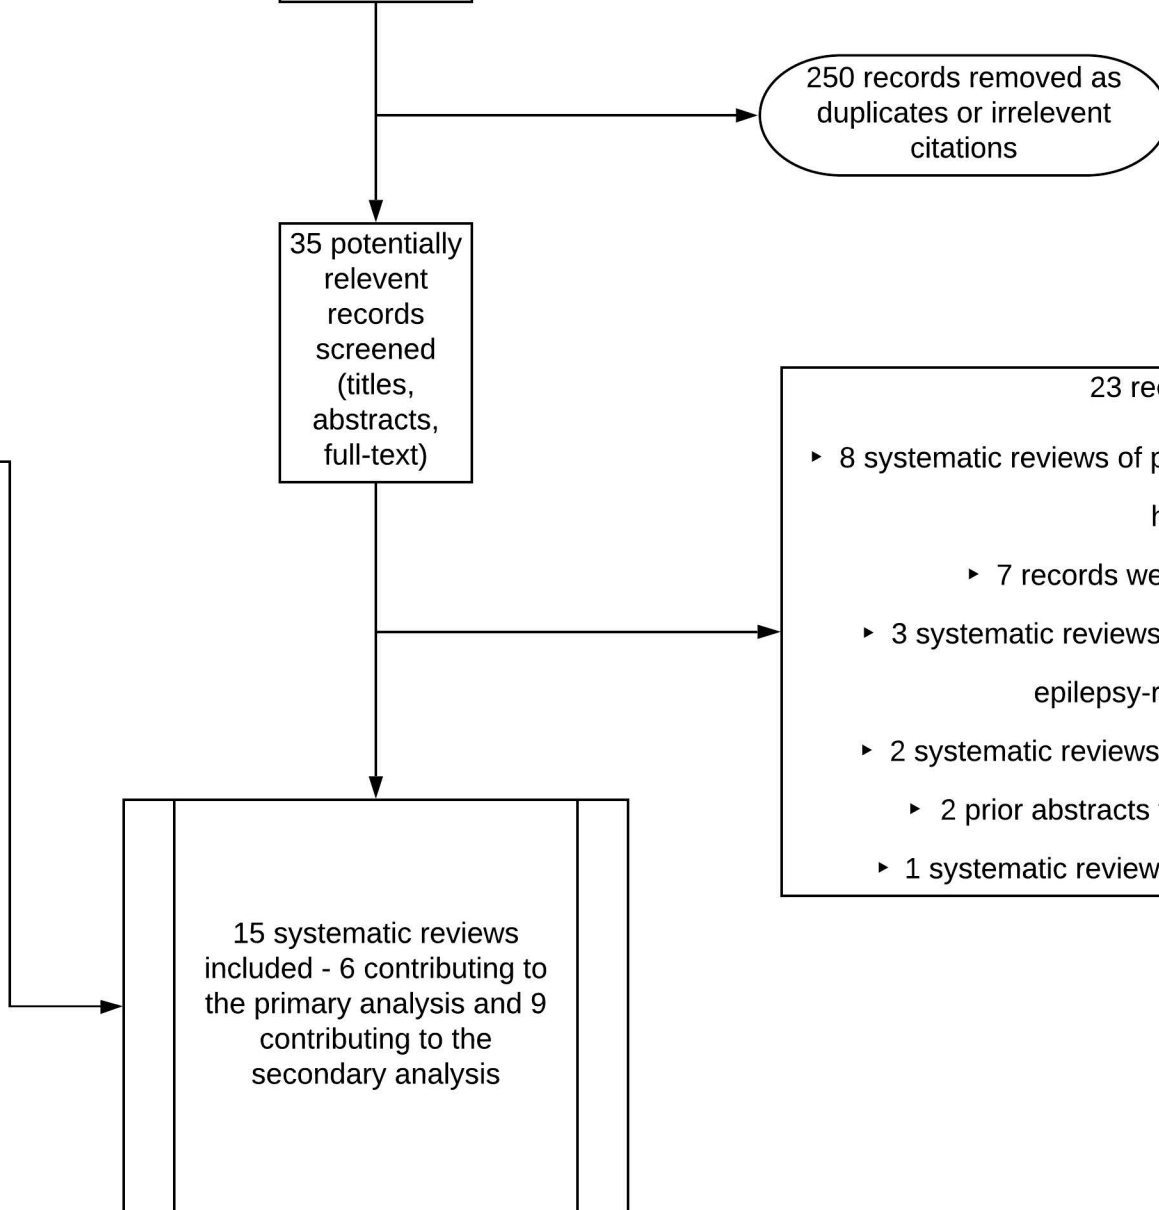 250 records removed as
duplicates or irrelevent
citations
35 potentially
relevent
records
screened
(titles,
abstracts,
full-text)
23
8 systematic reviews of
7 records
3 systematic reviews
2 systematic reviews
2 prior abstracts
1 systematic review
15 systematic reviews
included - 6 contributing to
the primary analysis and 9
contributing to the
secondary analysis